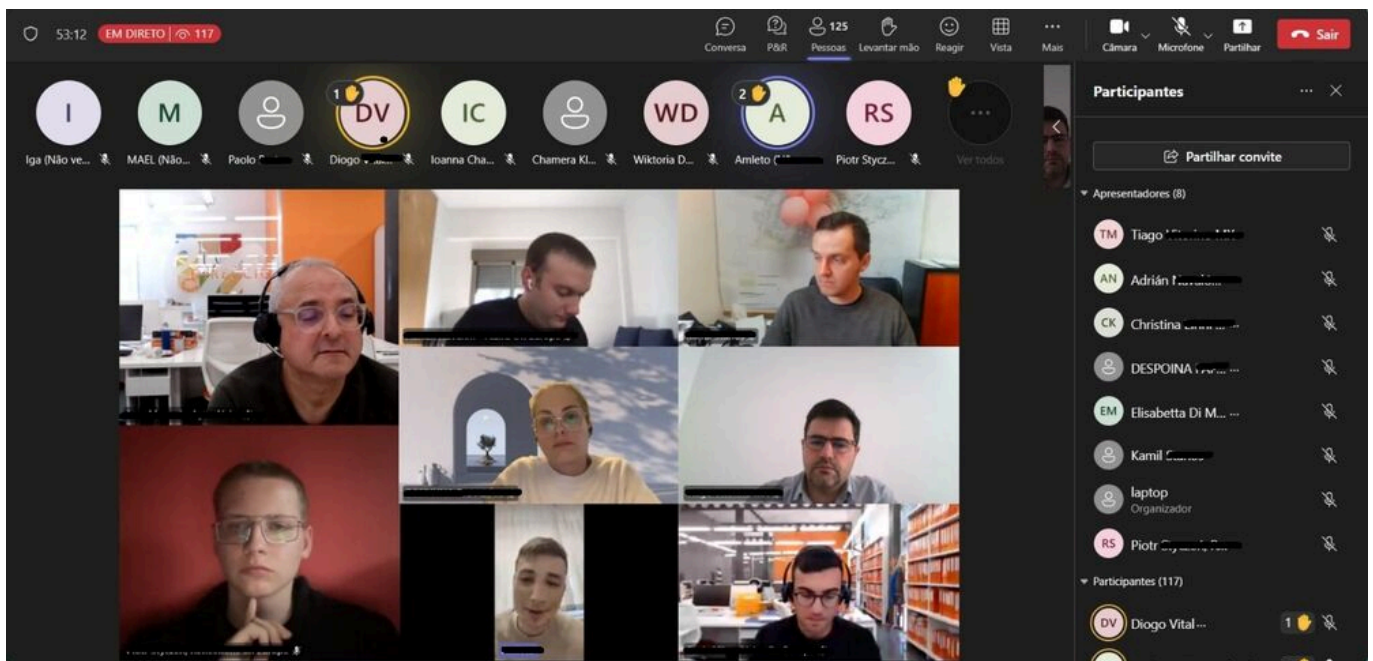 53:12 EM DIRETO | 117
Conversa
P&R
125
Pessoas
Levantar mão
Reagir
Vista
Mais
Câmara
Microfone
Partilhar
Sair
I
M
1
DV
IC
WD
2
A
RS
Iga (Não ve...
MAEL (Não...
Paolo
Diogo
Ioanna Cha...
Chamera Kl...
Wiktoria D...
Amleto
Piotr Stycz...
Ver todos
Participantes
Partilhar convite
Apresentadores (8)
TM Tiago
AN Adrián
CK Christina
DESPOINA
EM Elisabetta Di M... ...
Kamil
laptop
Organizador
RS Piotr
Participantes (117)
DV Diogo Vital... 1